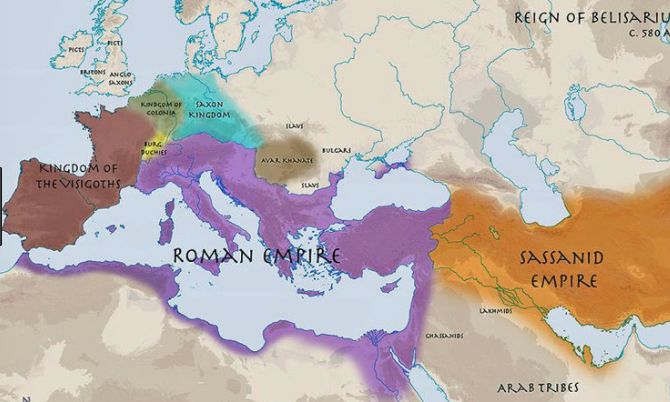 REIGN OF BELISARIU
C. 580 A
PICTS
PICTS
BRITONS
ANGLO
SAXONS
KINDGOM OF
COLONIA
SAXON
KINGDOM
BURG.
DUCHIES
SLAVS
AVAR KHANATE
BULGARS
SLAVS
KINGDOM OF
THE VISIGOTHS
ROMAN EMPIRE
SASSANID
EMPIRE
LAKHMIDS
GHASSANIDS
ARAB TRIBES
N